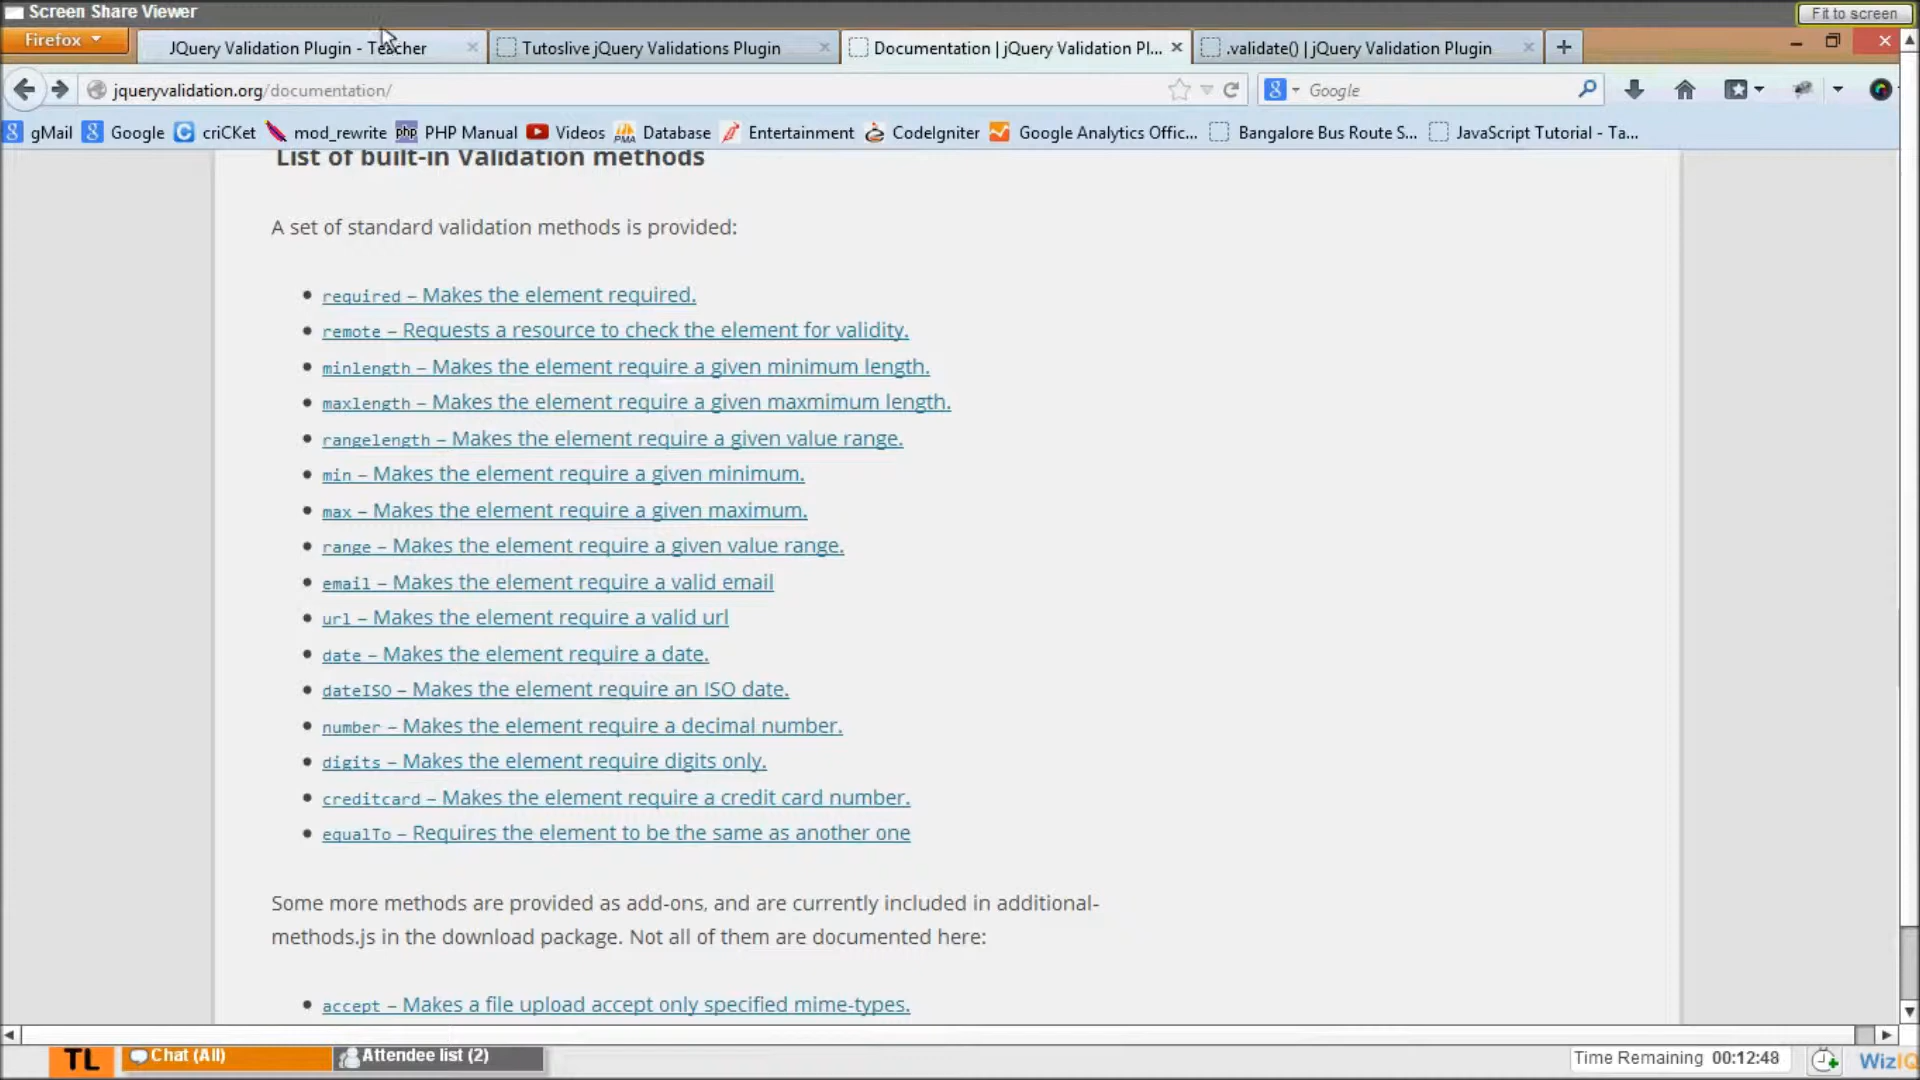 Screen Share Viewer
Fit to screen
Firefox
JQuery Validation Plugin - Teacher
Tutoslive jQuery Validations Plugin
Documentation | jQuery Validation Pl...
.validate() | jQuery Validation Plugin
jqueryvalidation.org/documentation/
Google
gMail
Google
criCKet
mod_rewrite
php
PHP Manual
Videos
PMA
Database
Entertainment
CodeIgniter
Google Analytics Offic...
Bangalore Bus Route S...
JavaScript Tutorial - Ta...
List of built-in Validation methods
A set of standard validation methods is provided:
required – Makes the element required.
remote – Requests a resource to check the element for validity.
minlength – Makes the element require a given minimum length.
maxlength – Makes the element require a given maxmimum length.
rangelength – Makes the element require a given value range.
min – Makes the element require a given minimum.
max – Makes the element require a given maximum.
range – Makes the element require a given value range.
email – Makes the element require a valid email
url – Makes the element require a valid url
date – Makes the element require a date.
dateISO – Makes the element require an ISO date.
number – Makes the element require a decimal number.
digits – Makes the element require digits only.
creditcard – Makes the element require a credit card number.
equalTo – Requires the element to be the same as another one
Some more methods are provided as add-ons, and are currently included in additional-
methods.js in the download package. Not all of them are documented here:
accept – Makes a file upload accept only specified mime-types.
TL
Chat (All)
Attendee list (2)
Time Remaining 00:12:48
WizIQ